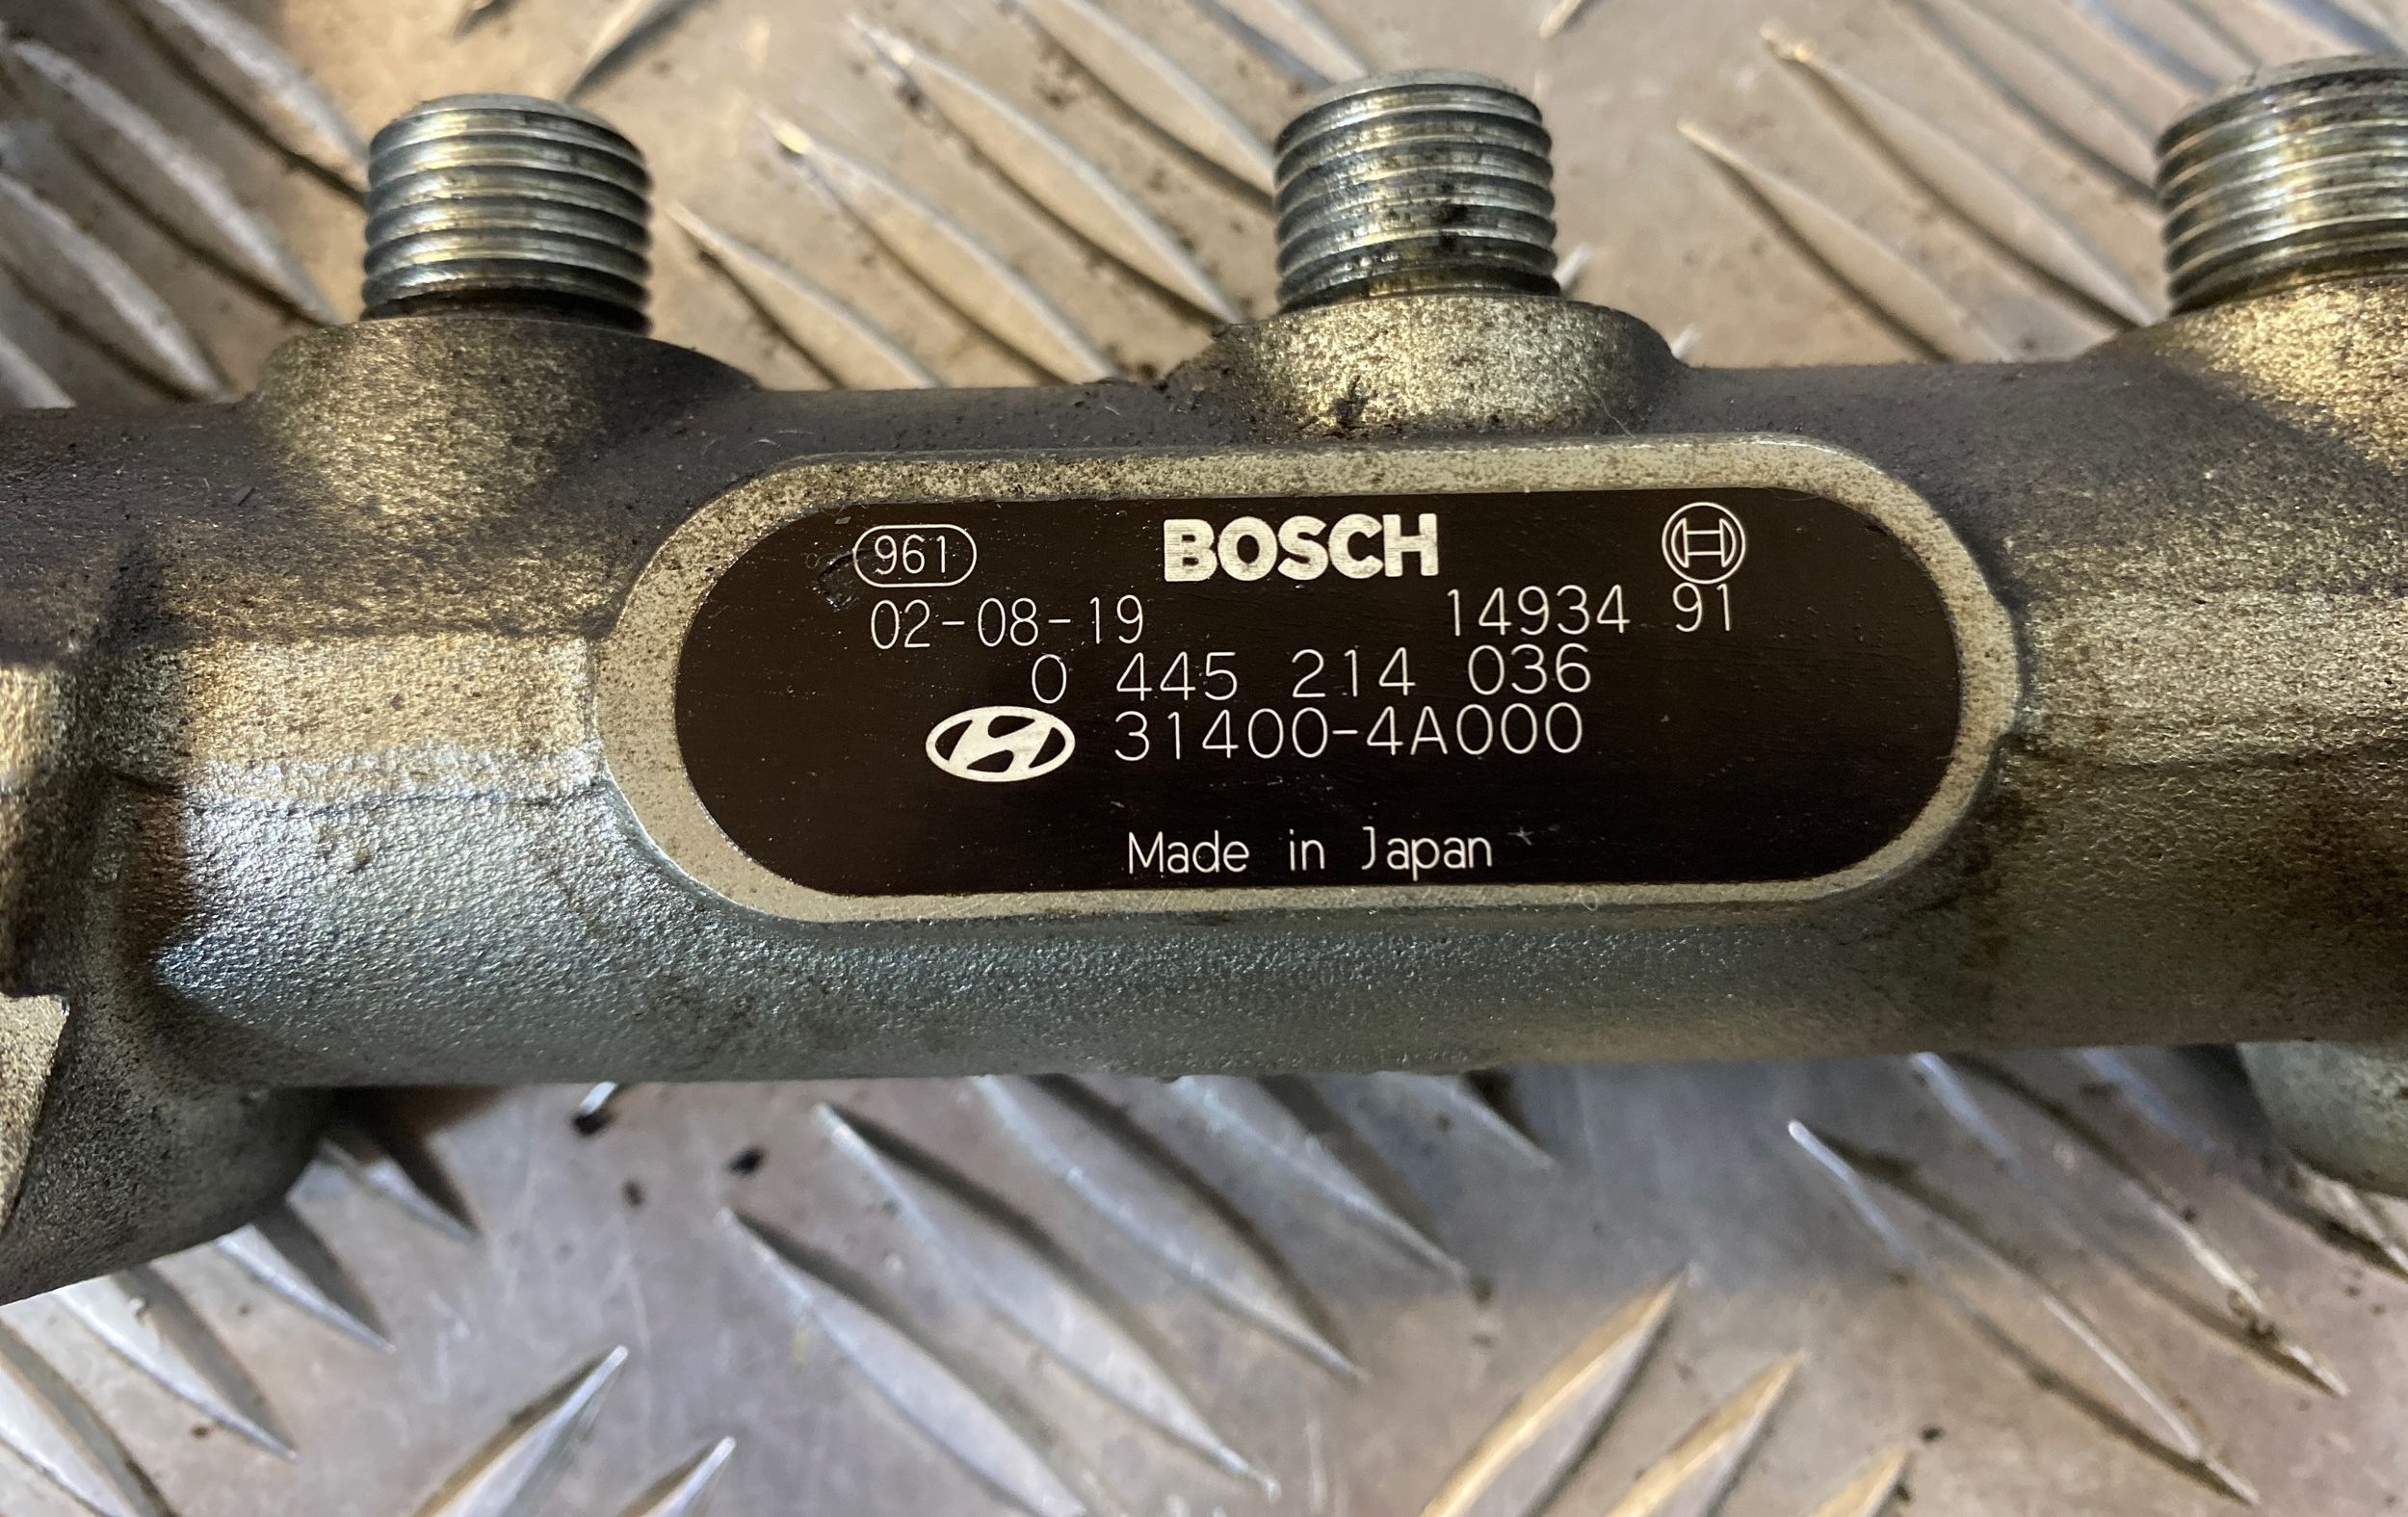 961 BOSCH
02-08-19 14934 91
0 445 214 036
31400-4A000
Made in Japan